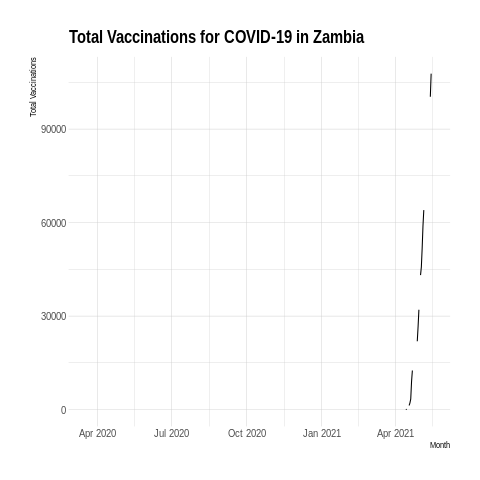 Total Vaccinations for COVID-19 in Zambia
Total Vaccinations
90000
60000
30000
0
Apr 2020 Jul 2020 Oct 2020 Jan 2021 Apr 2021
Month